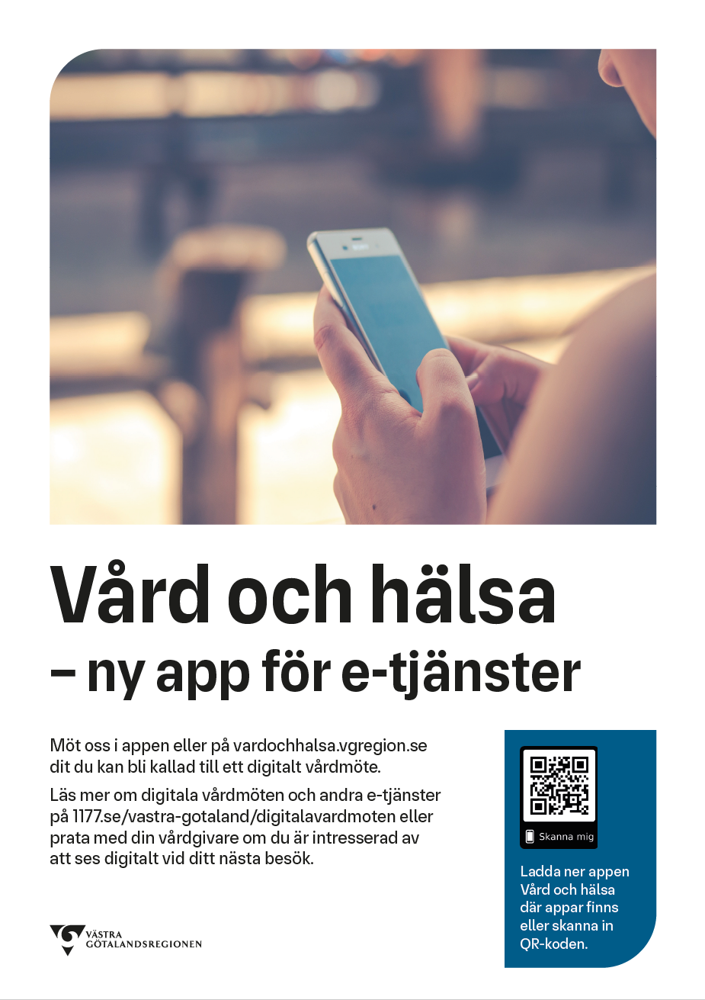 Vård och hälsa
– ny app för e-tjänster
Möt oss i appen eller på vardochhalsa.vgregion.se
dit du kan bli kallad till ett digitalt vårdmöte.
Läs mer om digitala vårdmöten och andra e-tjänster
på 1177.se/vastra-gotaland/digitalavardmoten eller
prata med din vårdgivare om du är intresserad av
att ses digitalt vid ditt nästa besök.
Skanna mig
Ladda ner appen
Vård och hälsa
där appar finns
eller skanna in
QR-koden.
VÄSTRA
GÖTALANDSREGIONEN